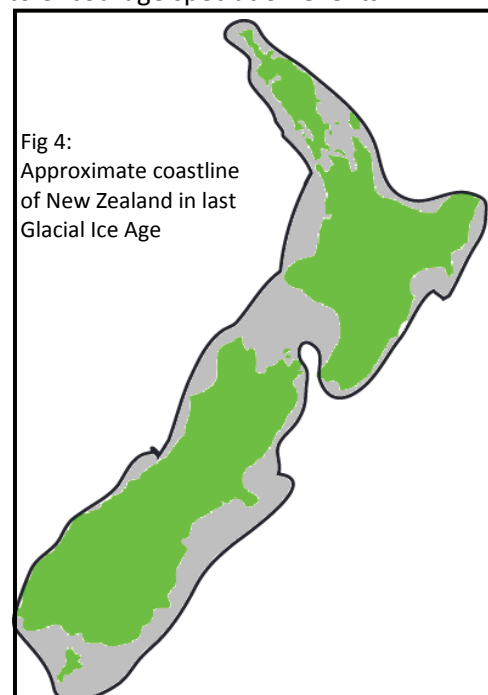 Fig 4:
Approximate coastline
of New Zealand in last
Glacial Ice Age